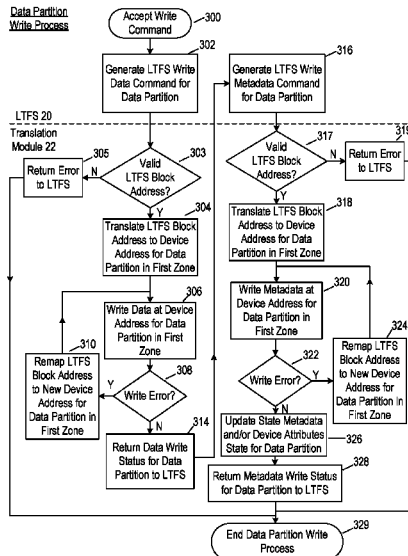 Data Partition
Write Process
Accept Write
Command
300
302
Generate LTFS Write
Data Command for
Data Partition
316
Generate LTFS Write
Metadata Command
for Data Partition
LTFS 20
Translation
Module 22
305
Return Error
to LTFS
N
303
Valid
LTFS Block
Address?
Y
304
Translate LTFS Block
Address to Device
Address for Data
Partition in First Zone
306
Write Data at Device
Address for Data
Partition in First
Zone
310
Remap LTFS
Block Address
to New Device
Address for
Data Partition in
First Zone
308
Write Error?
Y
N
314
Return Data Write
Status for Data
Partition to LTFS
317
Valid
LTFS Block
Address?
N
319
Return Error
to LTFS
Y
318
Translate LTFS Block
Address to Device
Address for Data
Partition in First Zone
320
Write Metadata at
Device Address for
Data Partition in
First Zone
322
Write Error?
Y
N
324
Remap LTFS
Block Address
to New Device
Address for
Data Partition in
First Zone
Update State Metadata
and/or Device Attributes
State for Data Partition
326
328
Return Metadata Write Status
for Data Partition to LTFS
End Data Partition Write
Process
329